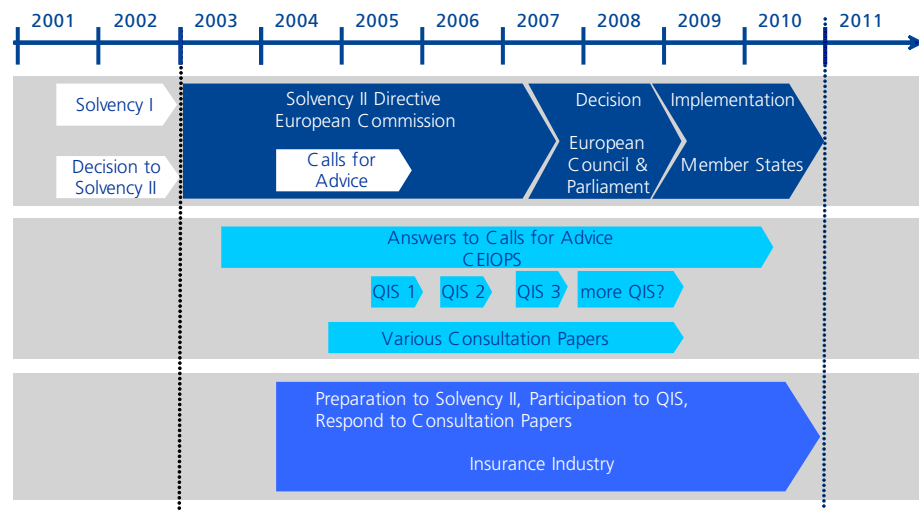 2001 2002 2003 2004 2005 2006 2007 2008 2009 2010 2011
Solvency I
Decision to
Solvency II
Solvency II Directive
European Commission
Calls for
Advice
Decision
European
Council &
Parliament
Implementation
Member States
Answers to Calls for Advice
CEIOPS
QIS 1 QIS 2 QIS 3 more QIS?
Various Consultation Papers
Preparation to Solvency II, Participation to QIS,
Respond to Consultation Papers
Insurance Industry